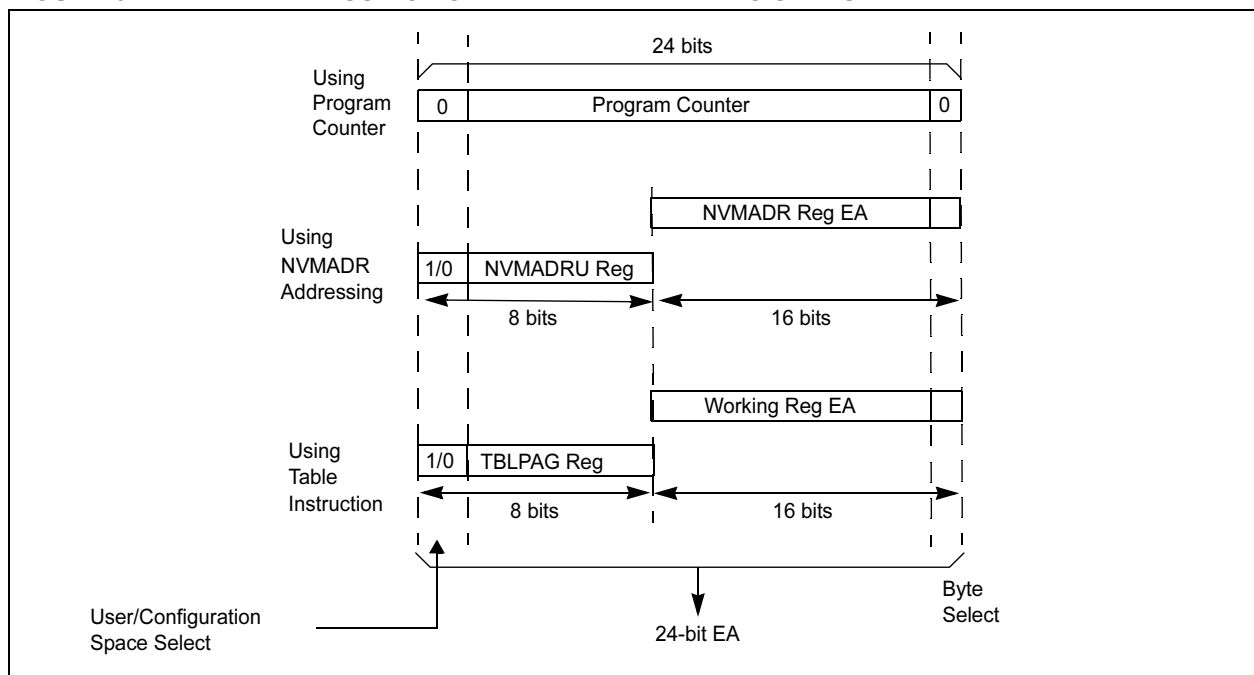 24 bits
Using
Program
Counter
0
Program Counter
0
NVMADR Reg EA
Using
NVMADR
Addressing
1/0
NVMADRU Reg
8 bits
16 bits
Working Reg EA
Using
Table
Instruction
1/0
TBLPAG Reg
8 bits
16 bits
User/Configuration
Space Select
24-bit EA
Byte
Select